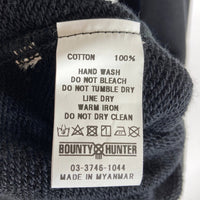 COTTON 100%
HAND WASH
DO NOT BLEACH
DO NOT TUMBLE DRY
LINE DRY
WARM IRON
DO NOT DRY CLEAN
BOUNTY HUNTER
03-3746-1044
MADE IN MYANMAR